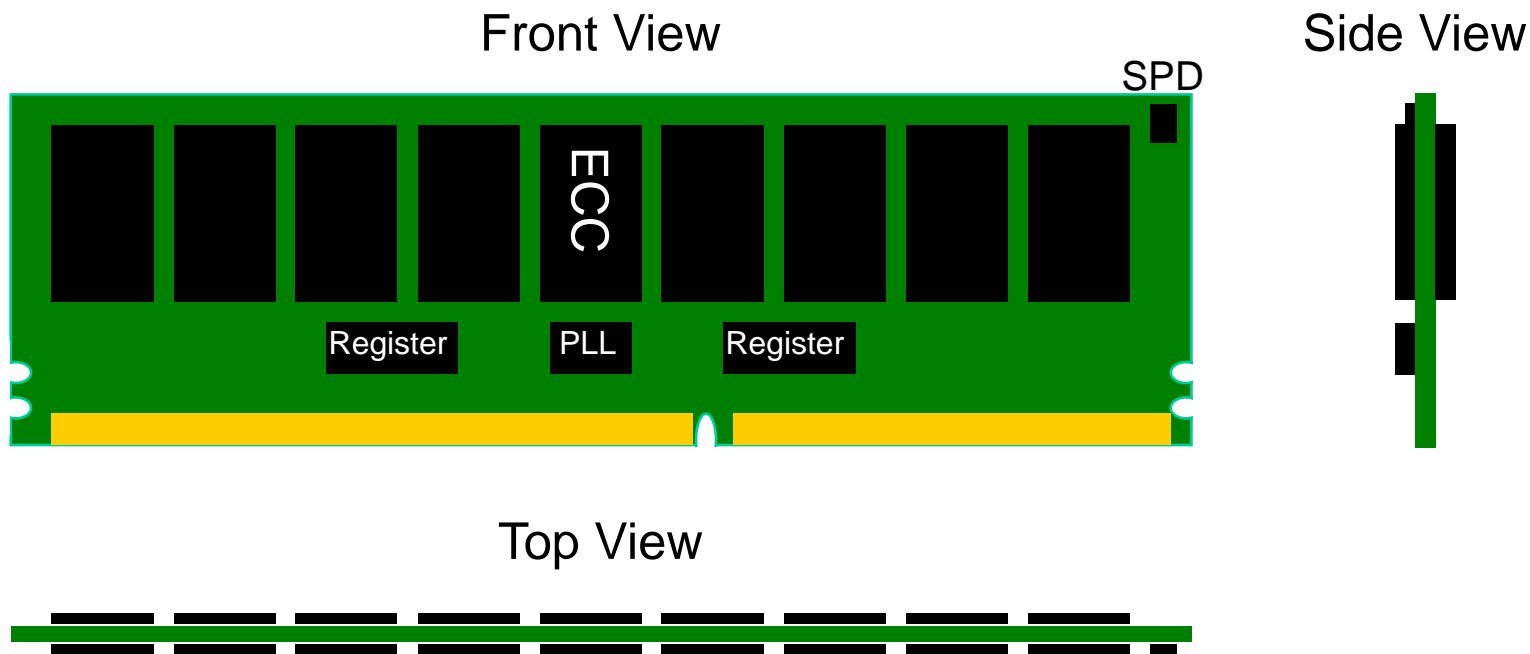 Front View
Side View
SPD
ECC
Register
PLL
Register
Top View